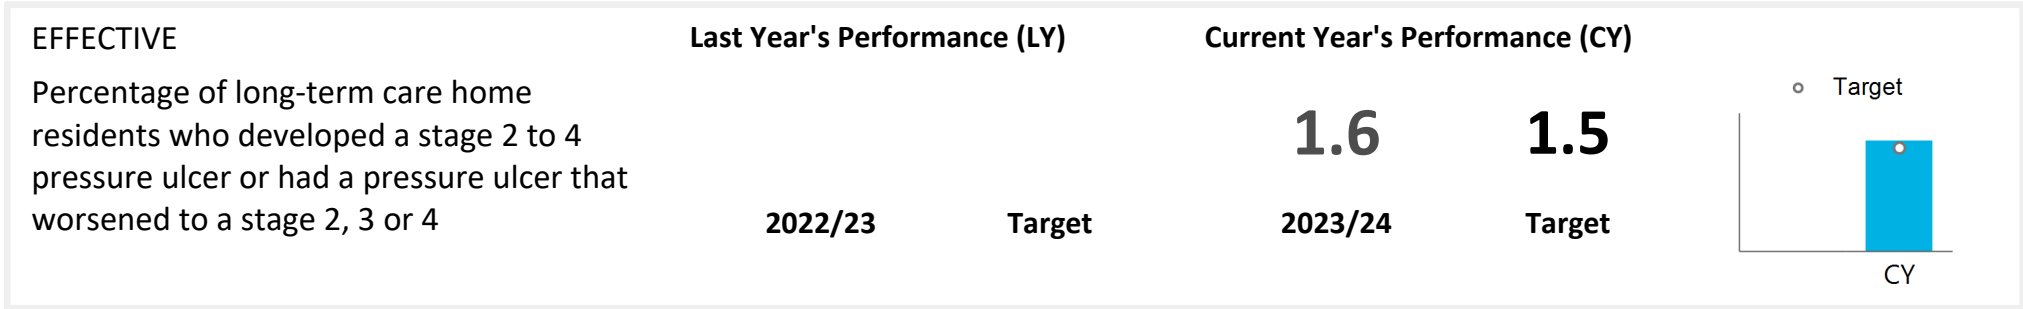 EFFECTIVE
Last Year's Performance (LY)
Current Year's Performance (CY)
Percentage of long-term care home
residents who developed a stage 2 to 4
pressure ulcer or had a pressure ulcer that
worsened to a stage 2, 3 or 4
1.6
1.5
2022/23
Target
2023/24
Target
Target
CY